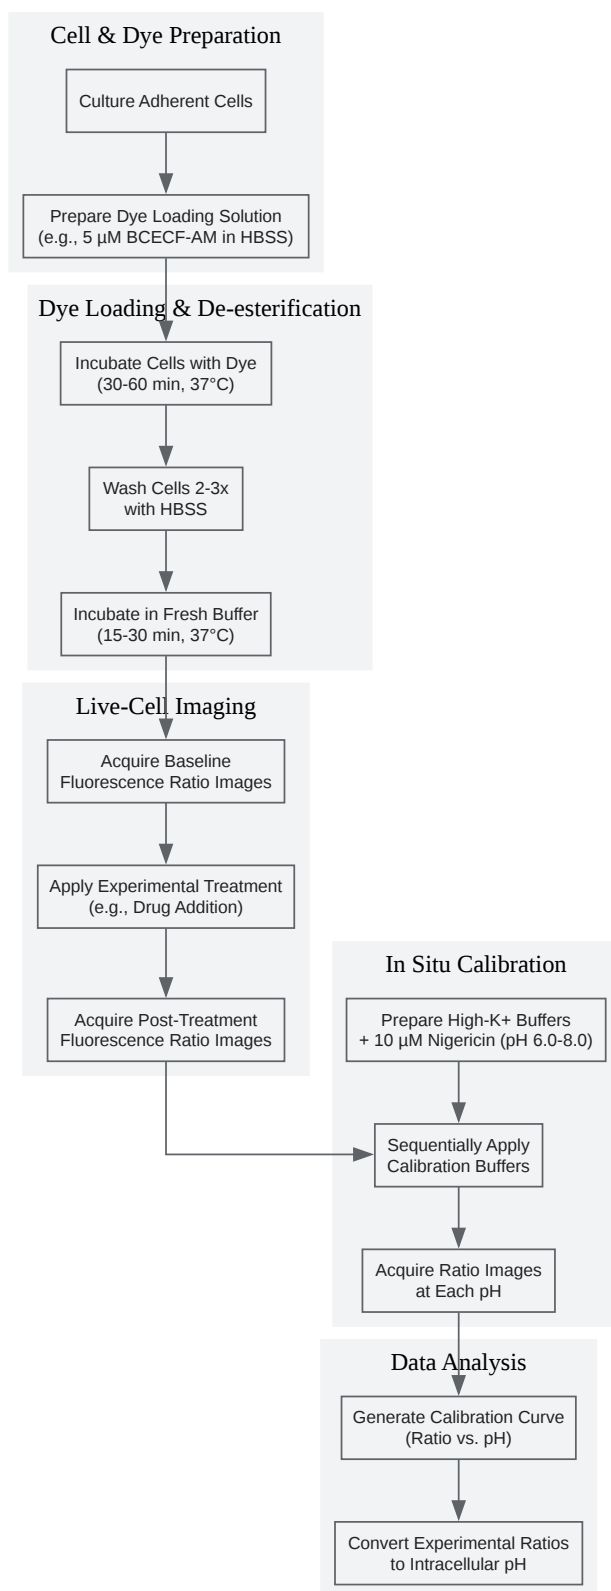 Cell & Dye Preparation
Culture Adherent Cells
Prepare Dye Loading Solution
(e.g., 5 µM BCECF-AM in HBSS)
Dye Loading & De-esterification
Incubate Cells with Dye
(30-60 min, 37°C)
Wash Cells 2-3x
with HBSS
Incubate in Fresh Buffer
(15-30 min, 37°C)
Live-Cell Imaging
Acquire Baseline
Fluorescence Ratio Images
Apply Experimental Treatment
(e.g., Drug Addition)
Acquire Post-Treatment
Fluorescence Ratio Images
In Situ Calibration
Prepare High-K+ Buffers
+ 10 µM Nigericin (pH 6.0-8.0)
Sequentially Apply
Calibration Buffers
Acquire Ratio Images
at Each pH
Data Analysis
Generate Calibration Curve
(Ratio vs. pH)
Convert Experimental Ratios
to Intracellular pH